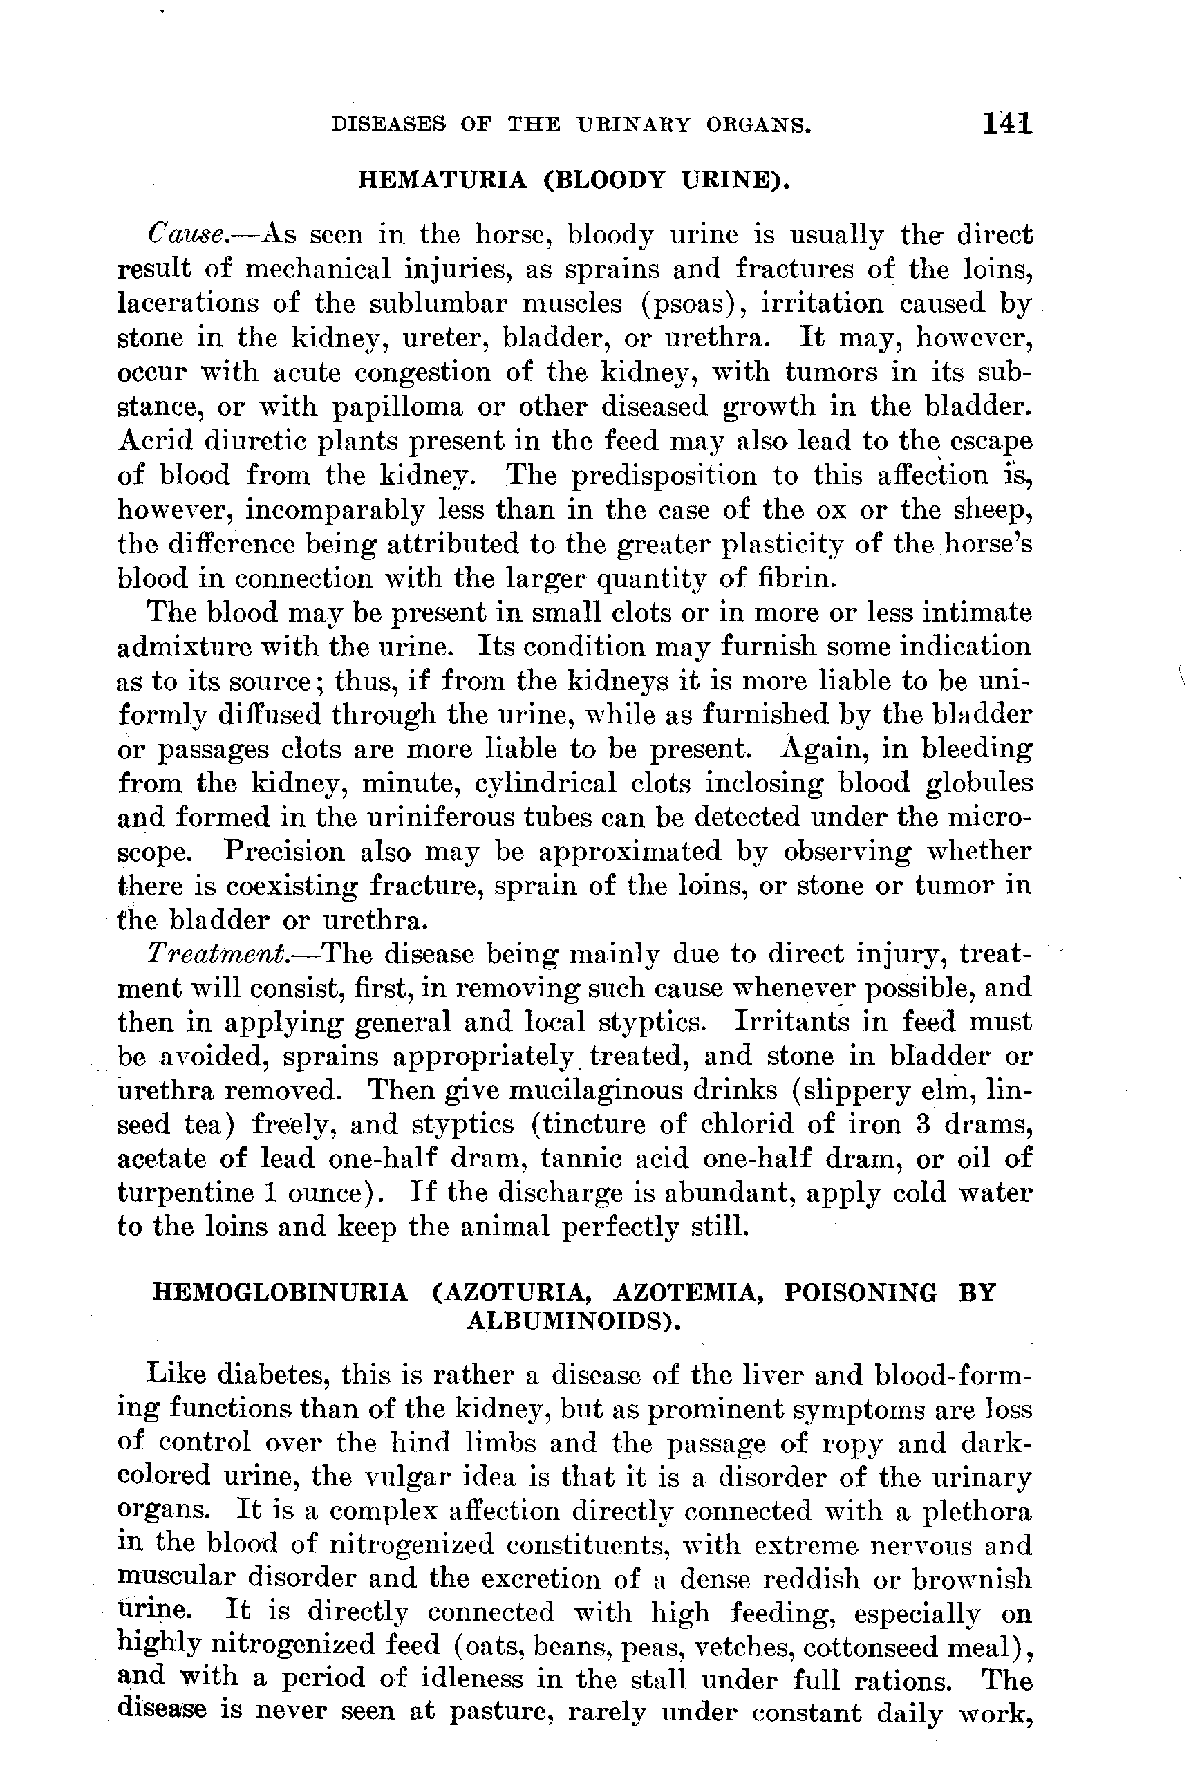 DISEASES OF THE URINARY ORGANS. 141
HEMATURIA (BLOODY URINE).
Cause.—As seen in the horse, bloody urine is usually the direct
result of mechanical injuries, as sprains and fractures of the loins,
lacerations of the sublumbar muscles (psoas), irritation caused by
stone in the kidney, ureter, bladder, or urethra. It may, however,
occur with acute congestion of the kidney, with tumors in its sub-
stance, or with papilloma or other diseased growth in the bladder.
Acrid diuretic plants present in the feed may also lead to the escape
of blood from the kidney. The predisposition to this affection is,
however, incomparably less than in the case of the ox or the sheep,
the difference being attributed to the greater plasticity of the horse's
blood in connection with the larger quantity of fibrin.
The blood may be present in small clots or in more or less intimate
admixture with the urine. Its condition may furnish some indication
as to its source; thus, if from the kidneys it is more liable to be uni-
formly diffused through the urine, while as furnished by the bladder
or passages clots are more liable to be present. Again, in bleeding
from the kidney, minute, cylindrical clots inclosing blood globules
and formed in the uriniferous tubes can be detected under the micro-
scope. Precision also may be approximated by observing whether
there is coexisting fracture, sprain of the loins, or stone or tumor in
the bladder or urethra.
Treatment.—The disease being mainly due to direct injury, treat-
ment will consist, first, in removing such cause whenever possible, and
then in applying general and local styptics. Irritants in feed must
be avoided, sprains appropriately treated, and stone in bladder or
urethra removed. Then give mucilaginous drinks (slippery elm, lin-
seed tea) freely, and styptics (tincture of chlorid of iron 3 drams,
acetate of lead one-half dram, tannic acid one-half dram, or oil of
turpentine 1 ounce). If the discharge is abundant, apply cold water
to the loins and keep the animal perfectly still.
HEMOGLOBINURIA (AZOTURIA, AZOTEMIA, POISONING BY
ALBUMINOIDS).
Like diabetes, this is rather a disease of the liver and blood-form-
ing functions than of the kidney, but as prominent symptoms are loss
of control over the hind limbs and the passage of ropy and dark-
colored urine, the vulgar idea is that it is a disorder of the urinary
organs. It is a complex affection directly connected with a plethora
in the blood of nitrogenized constituents, with extreme nervous and
muscular disorder and the excretion of a dense reddish or brownish
urine. It is directly connected with high feeding, especially on
highly nitrogenized feed (oats, beans, peas, vetches, cottonseed meal),
and with a period of idleness in the stall under full rations. The
disease is never seen at pasture, rarely under constant daily work,